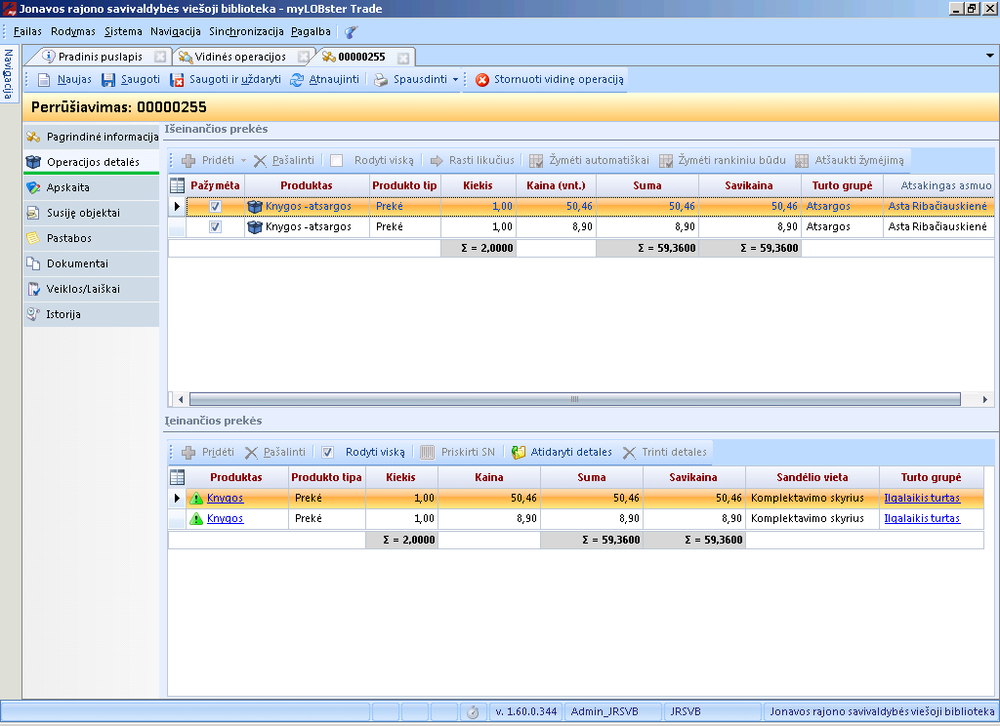 Jonavos rajono savivaldybės viešoji biblioteka - myLOBster Trade
Failas Rodymas Sistema Navigacija Sinchronizacija Pagalba
Navigacija
Pradinis puslapis Vidinės operacijos 00000255
Naujas Saugoti Saugoti ir uždaryti Atnaujinti Spausdinti Stornuoti vidinę operaciją
Perrūšiavimas: 00000255
Pagrindinė informacija
Operacijos detalės
Apskaita
Susiję objektai
Pastabos
Dokumentai
Veiklos/Laiškai
Istorija
Išeinančios prekės
Pridėti Pašalinti Rodyti viską Rasti likučius Žymėti automatiškai Žymėti rankiniu būdu Atšaukti žymėjimą
Pažymėta Produktas Produkto tip Kiekis Kaina (vnt.) Suma Savikaina Turto grupė Atsakingas asmuo
Knygos -atsargos Prekė 1,00 50,46 50,46 50,46 Atsargos Asta Ribačiauskienė
Knygos -atsargos Prekė 1,00 8,90 8,90 8,90 Atsargos Asta Ribačiauskienė
Σ = 2,0000 Σ = 59,3600 Σ = 59,3600
Įeinančios prekės
Pridėti Pašalinti Rodyti viską Priskirti SN Atidaryti detales Trinti detales
Produktas Produkto tipa Kiekis Kaina Suma Savikaina Sandėlio vieta Turto grupė
Knygos Prekė 1,00 50,46 50,46 50,46 Komplektavimo skyrius Ilgalaikis turtas
Knygos Prekė 1,00 8,90 8,90 8,90 Komplektavimo skyrius Ilgalaikis turtas
Σ = 2,0000 Σ = 59,3600 Σ = 59,3600
v. 1.60.0.344 Admin_JRSVB JRSVB Jonavos rajono savivaldybės viešoji biblioteka